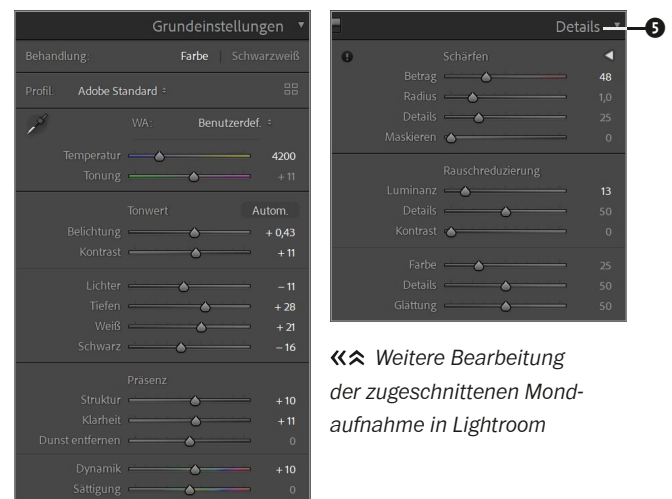 Grundeinstellungen
Behandlung: Farbe | Schwarzweiß
Profil: Adobe Standard
WA: Benutzerdef.
Temperatur 4200
Tonung + 11
Tonwert Autom.
Belichtung + 0,43
Kontrast + 11
Lichter – 11
Tiefen + 28
Weiß + 21
Schwarz – 16
Präsenz
Struktur + 10
Klarheit + 11
Dunst entfernen 0
Dynamik + 10
Sättigung 0
Details 5
Schärfen
Betrag 48
Radius 1,0
Details 25
Maskieren 0
Rauschreduzierung
Luminanz 13
Details 50
Kontrast 0
Farbe 25
Details 50
Glättung 50
Weitere Bearbeitung
der zugeschnittenen Mond-
aufnahme in Lightroom